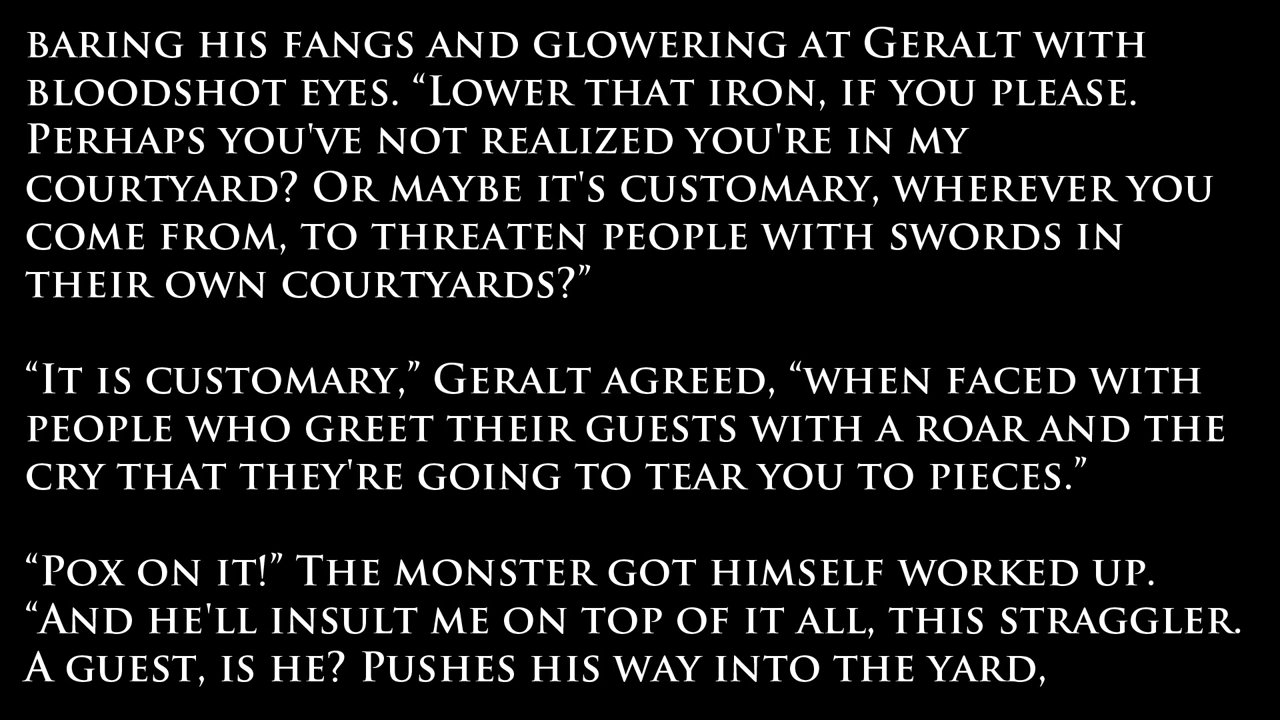 baring his fangs and glowering at Geralt with
bloodshot eyes. “Lower that iron, if you please.
Perhaps you've not realized you're in my
courtyard? Or maybe it's customary, wherever you
come from, to threaten people with swords in
their own courtyards?”
“It is customary,” Geralt agreed, “when faced with
people who greet their guests with a roar and the
cry that they're going to tear you to pieces.”
“Pox on it!” The monster got himself worked up.
“And he'll insult me on top of it all, this straggler.
A guest, is he? Pushes his way into the yard,